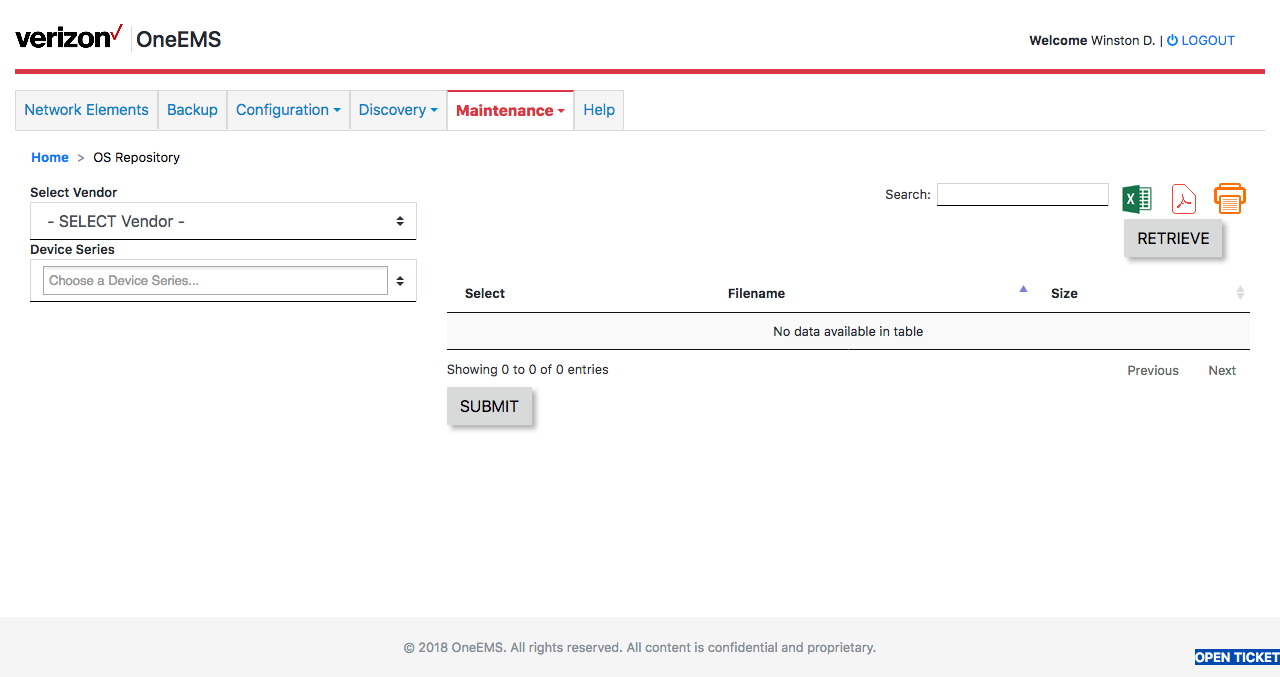 verizon✓ OneEMS
Welcome Winston D. | LOGOUT
Network Elements Backup Configuration Discovery Maintenance Help
Home > OS Repository
Select Vendor
- SELECT Vendor -
Device Series
Choose a Device Series...
Search:
RETRIEVE
Select Filename Size
No data available in table
Showing 0 to 0 of 0 entries
Previous Next
SUBMIT
© 2018 OneEMS. All rights reserved. All content is confidential and proprietary.
OPEN TICKET